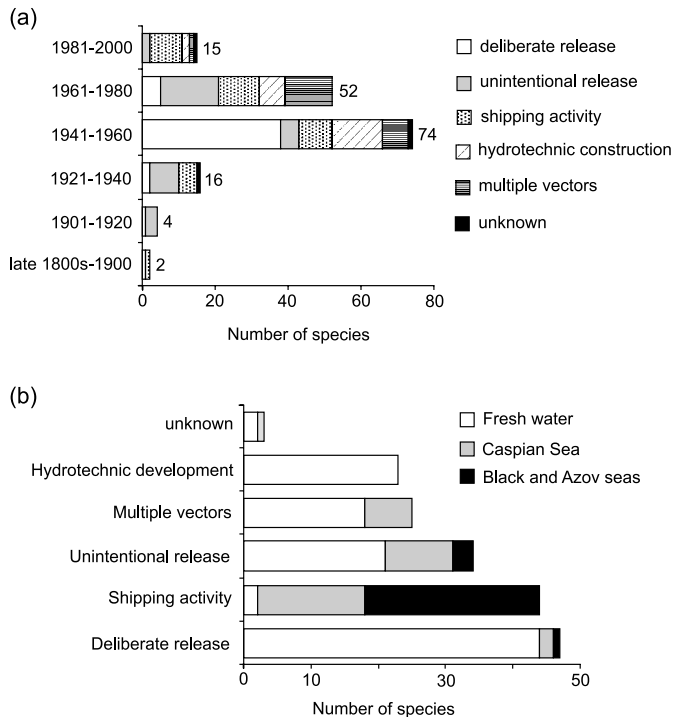 (a)
1981-2000
15
deliberate release
1961-1980
52
unintentional release
1941-1960
74
shipping activity
1921-1940
16
hydrotechnic construction
1901-1920
4
multiple vectors
late 1800s-1900
2
unknown
0 20 40 60 80
Number of species
(b)
unknown
Fresh water
Hydrotechnic development
Caspian Sea
Multiple vectors
Black and Azov seas
Unintentional release
Shipping activity
Deliberate release
0 10 30 50
Number of species